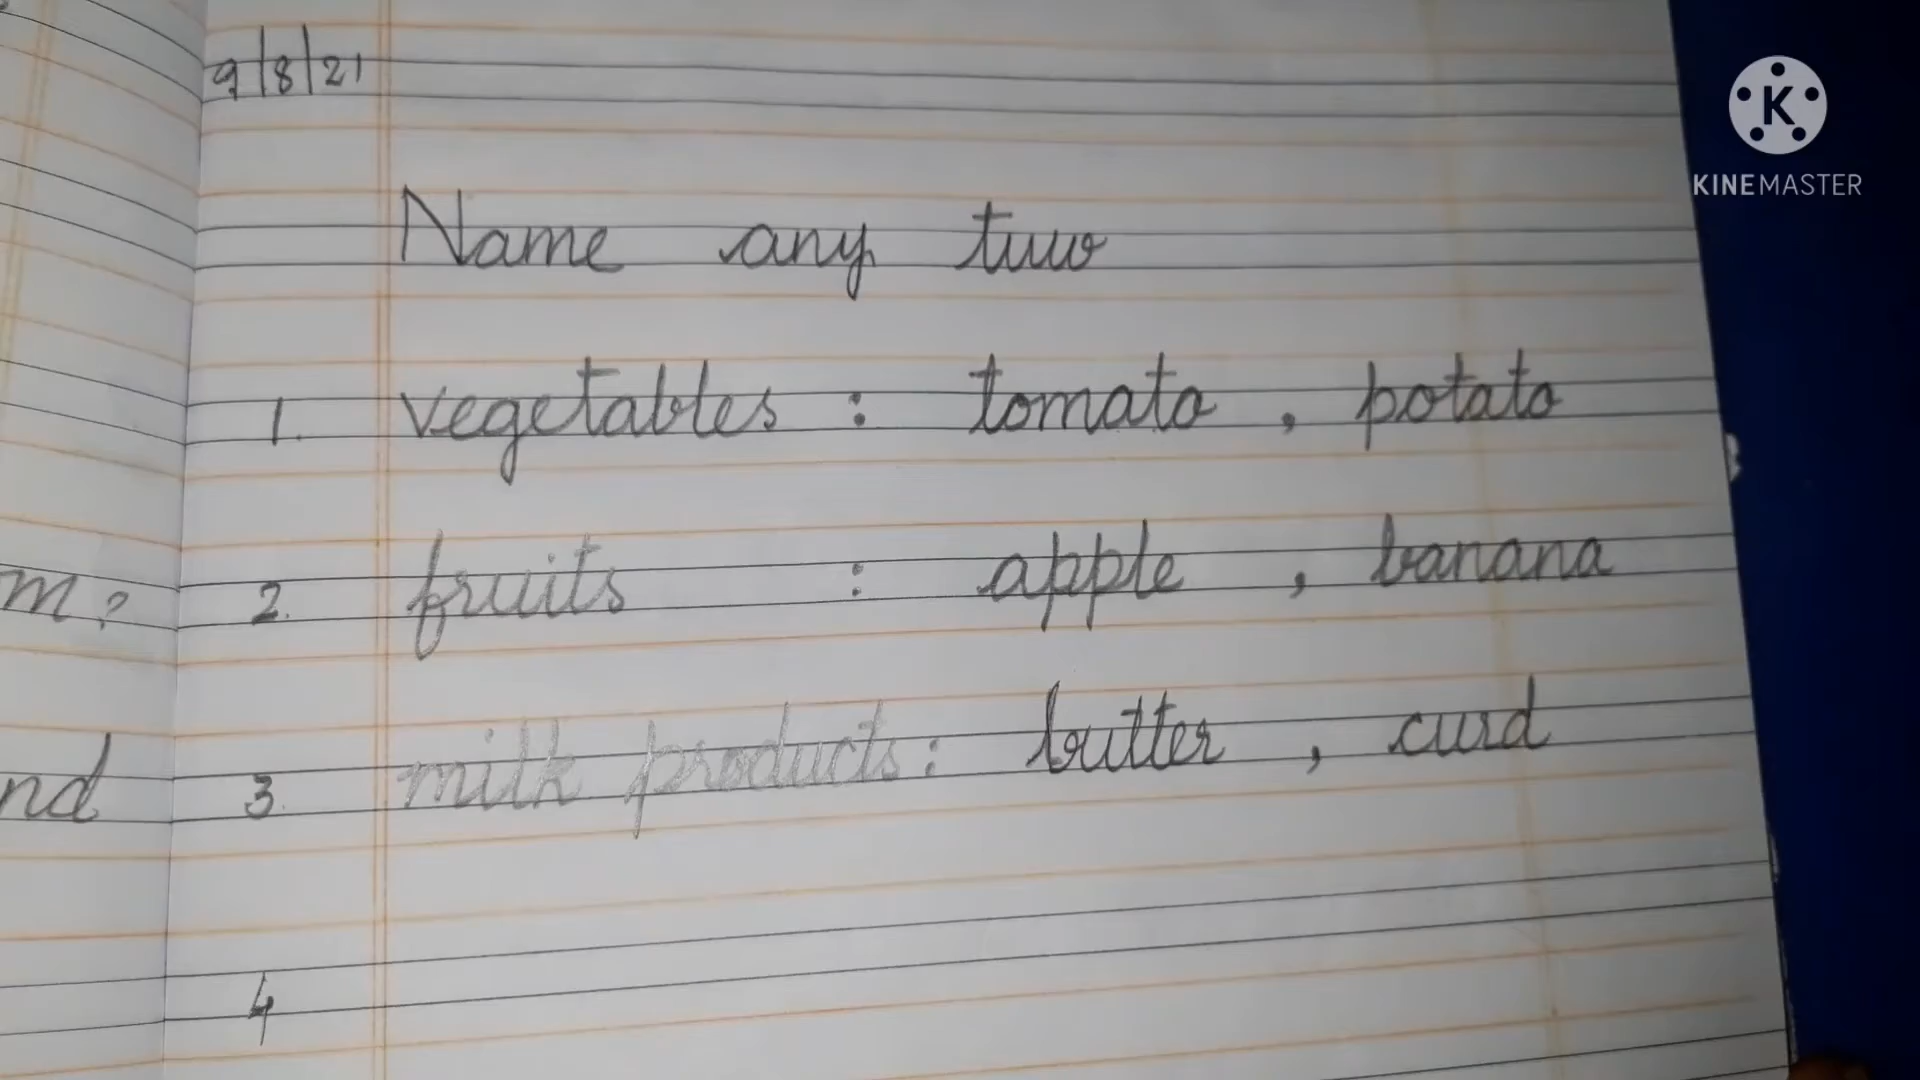 9/8/21
Name any two
1. vegetables : tomato , potato
2. fruits : apple , banana
3. milk products : butter , curd
4
m?
nd
K
KINEMASTER